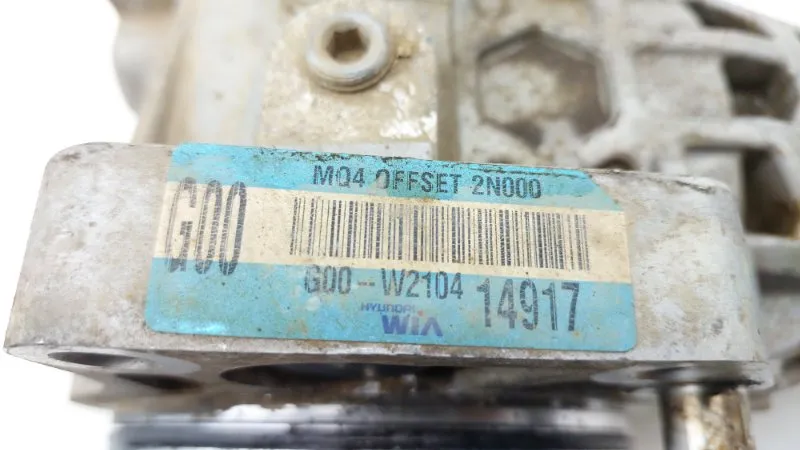 MQ4 OFFSET 2N000
G00
G00--W2104 14917
HYUNDAI
WIA